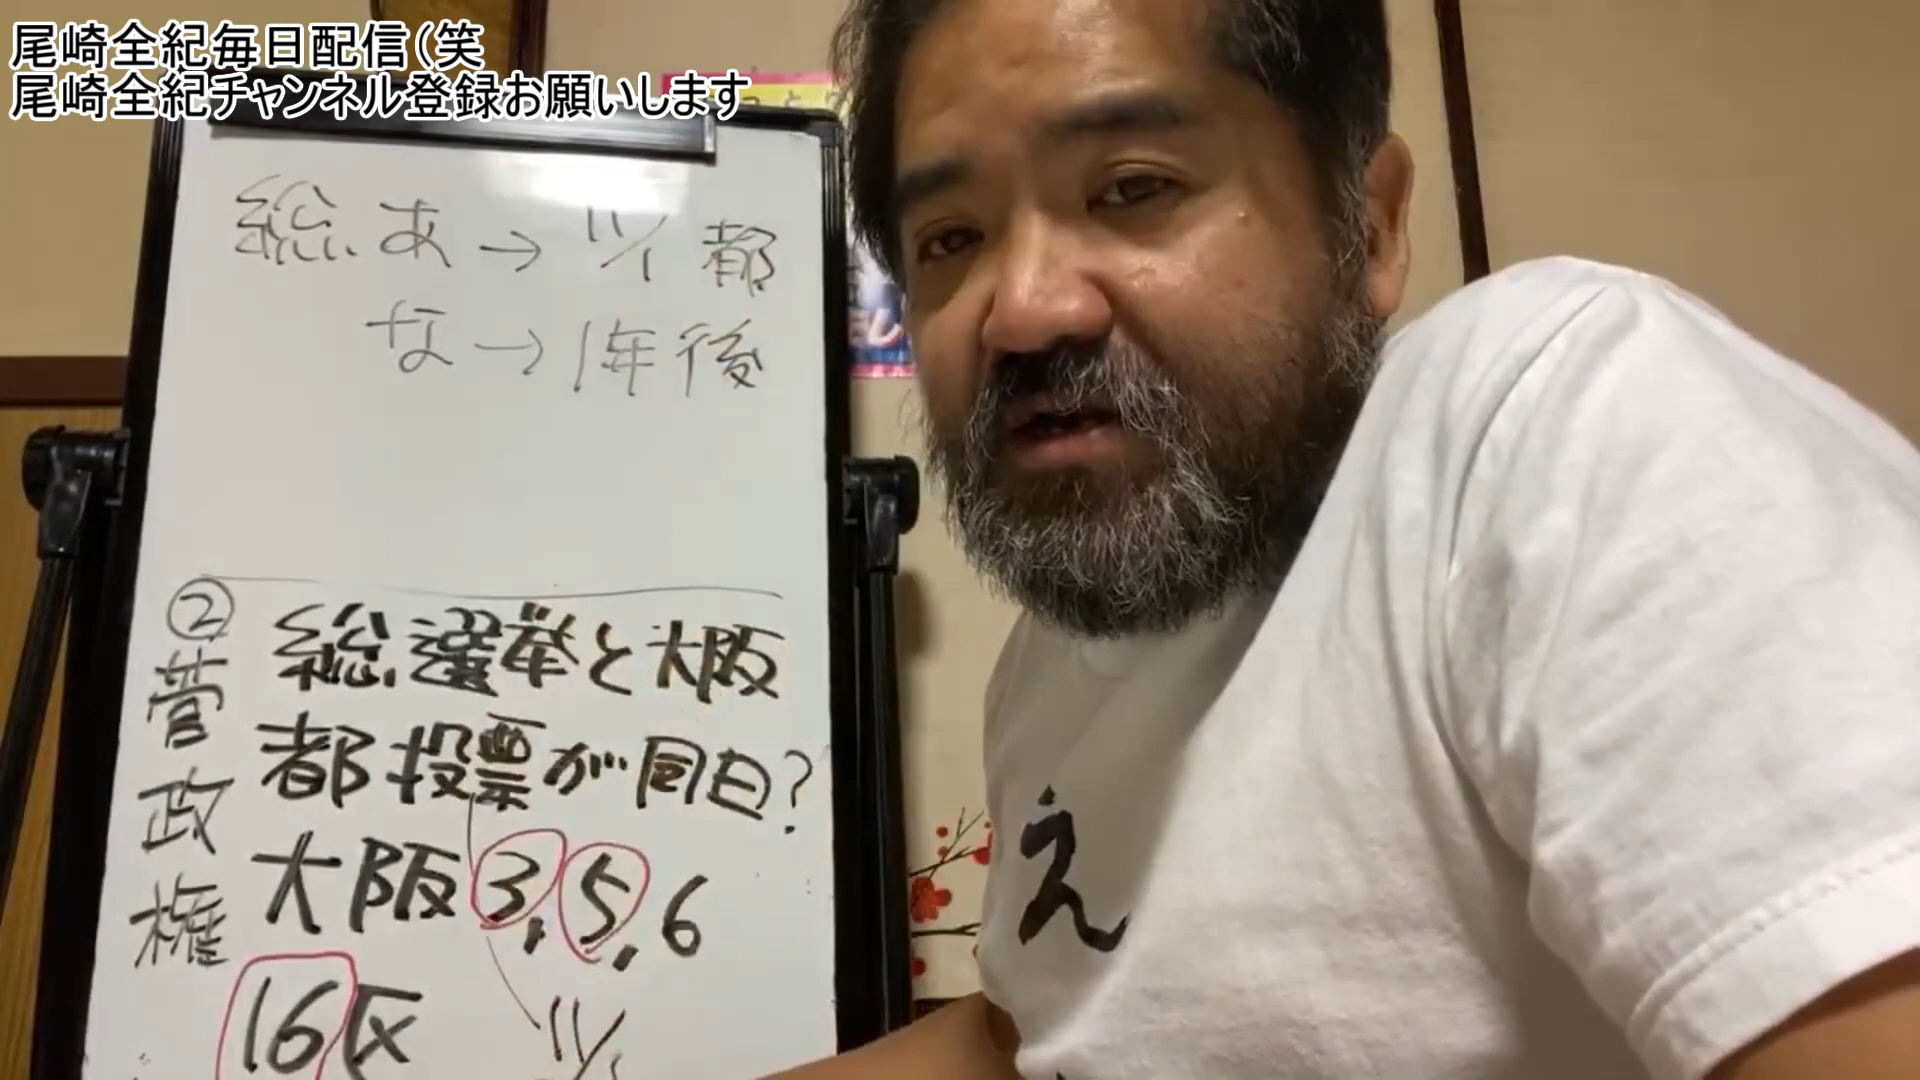 尾崎全紀毎日配信(笑
尾崎全紀チャンネル登録お願いします
総 あ→11/1 都
な→1年後
② 総選挙と大阪
都投票が同日?
大阪3,5,6
16区 11/1
菅政権
え